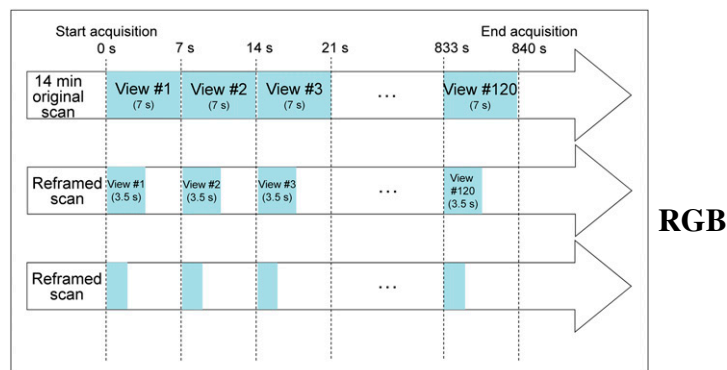 Start acquisition
End acquisition
0 s 7 s 14 s 21 s 833 s 840 s
14 min
original
scan
View #1
(7 s)
View #2
(7 s)
View #3
(7 s)
...
View #120
(7 s)
Reframed
scan
View #1
(3.5 s)
View #2
(3.5 s)
View #3
(3.5 s)
...
View
#120
(3.5 s)
RGB
Reframed
scan
...